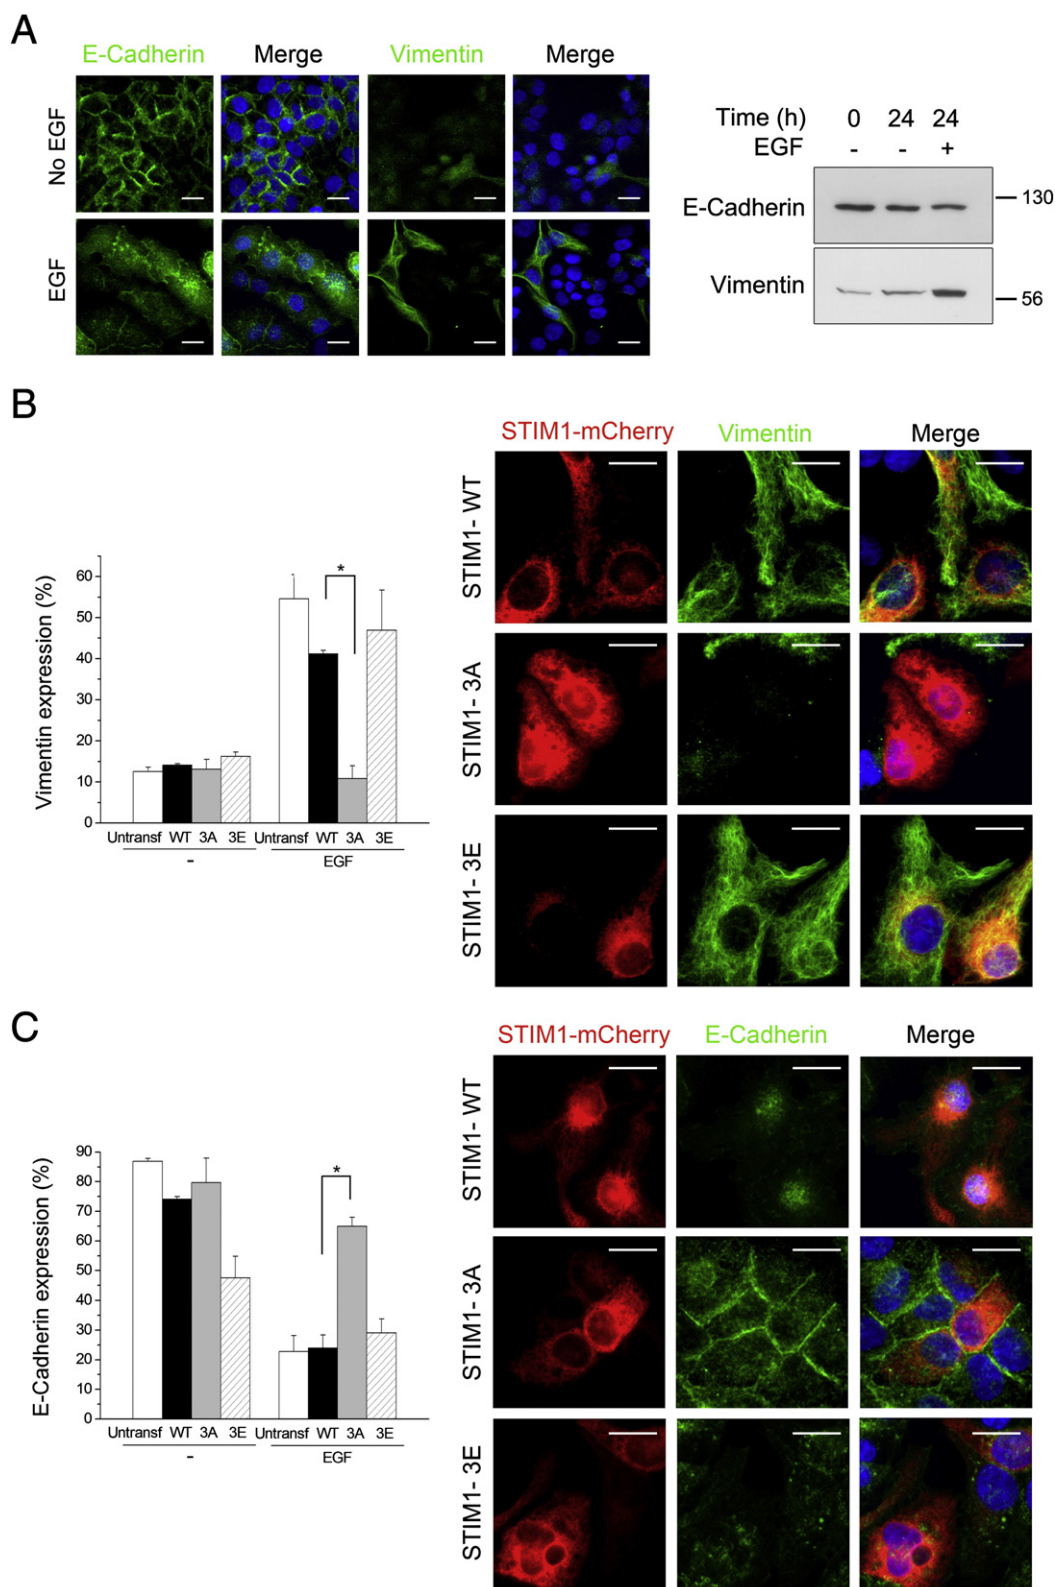 A
E-Cadherin Merge Vimentin Merge
No EGF
EGF
Time (h) 0 24 24
EGF - - +
E-Cadherin
130
Vimentin
56
B
Vimentin expression (%)
60
50
40
30
20
10
0
*
Untransf WT 3A 3E Untransf WT 3A 3E
- EGF
STIM1-mCherry Vimentin Merge
STIM1- WT
STIM1- 3A
STIM1- 3E
C
E-Cadherin expression (%)
90
80
70
60
50
40
30
20
10
0
*
Untransf WT 3A 3E Untransf WT 3A 3E
- EGF
STIM1-mCherry E-Cadherin Merge
STIM1- WT
STIM1- 3A
STIM1- 3E